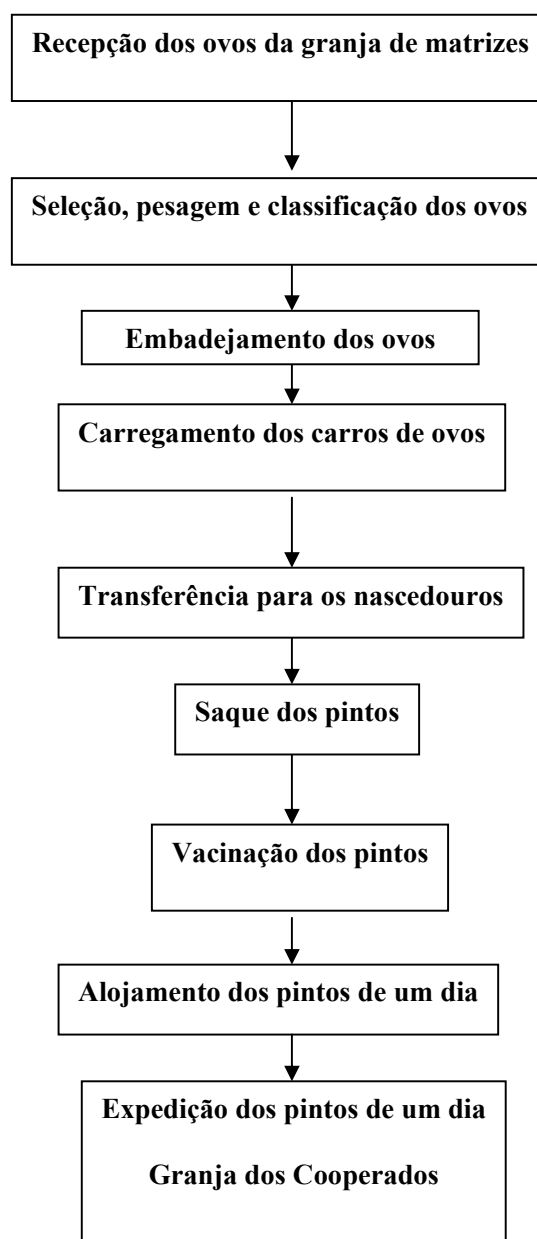 Recepção dos ovos da granja de matrizes
Seleção, pesagem e classificação dos ovos
Embadejamento dos ovos
Carregamento dos carros de ovos
Transferência para os nascedouros
Saque dos pintos
Vacinação dos pintos
Alojamento dos pintos de um dia
Expedição dos pintos de um dia
Granja dos Cooperados